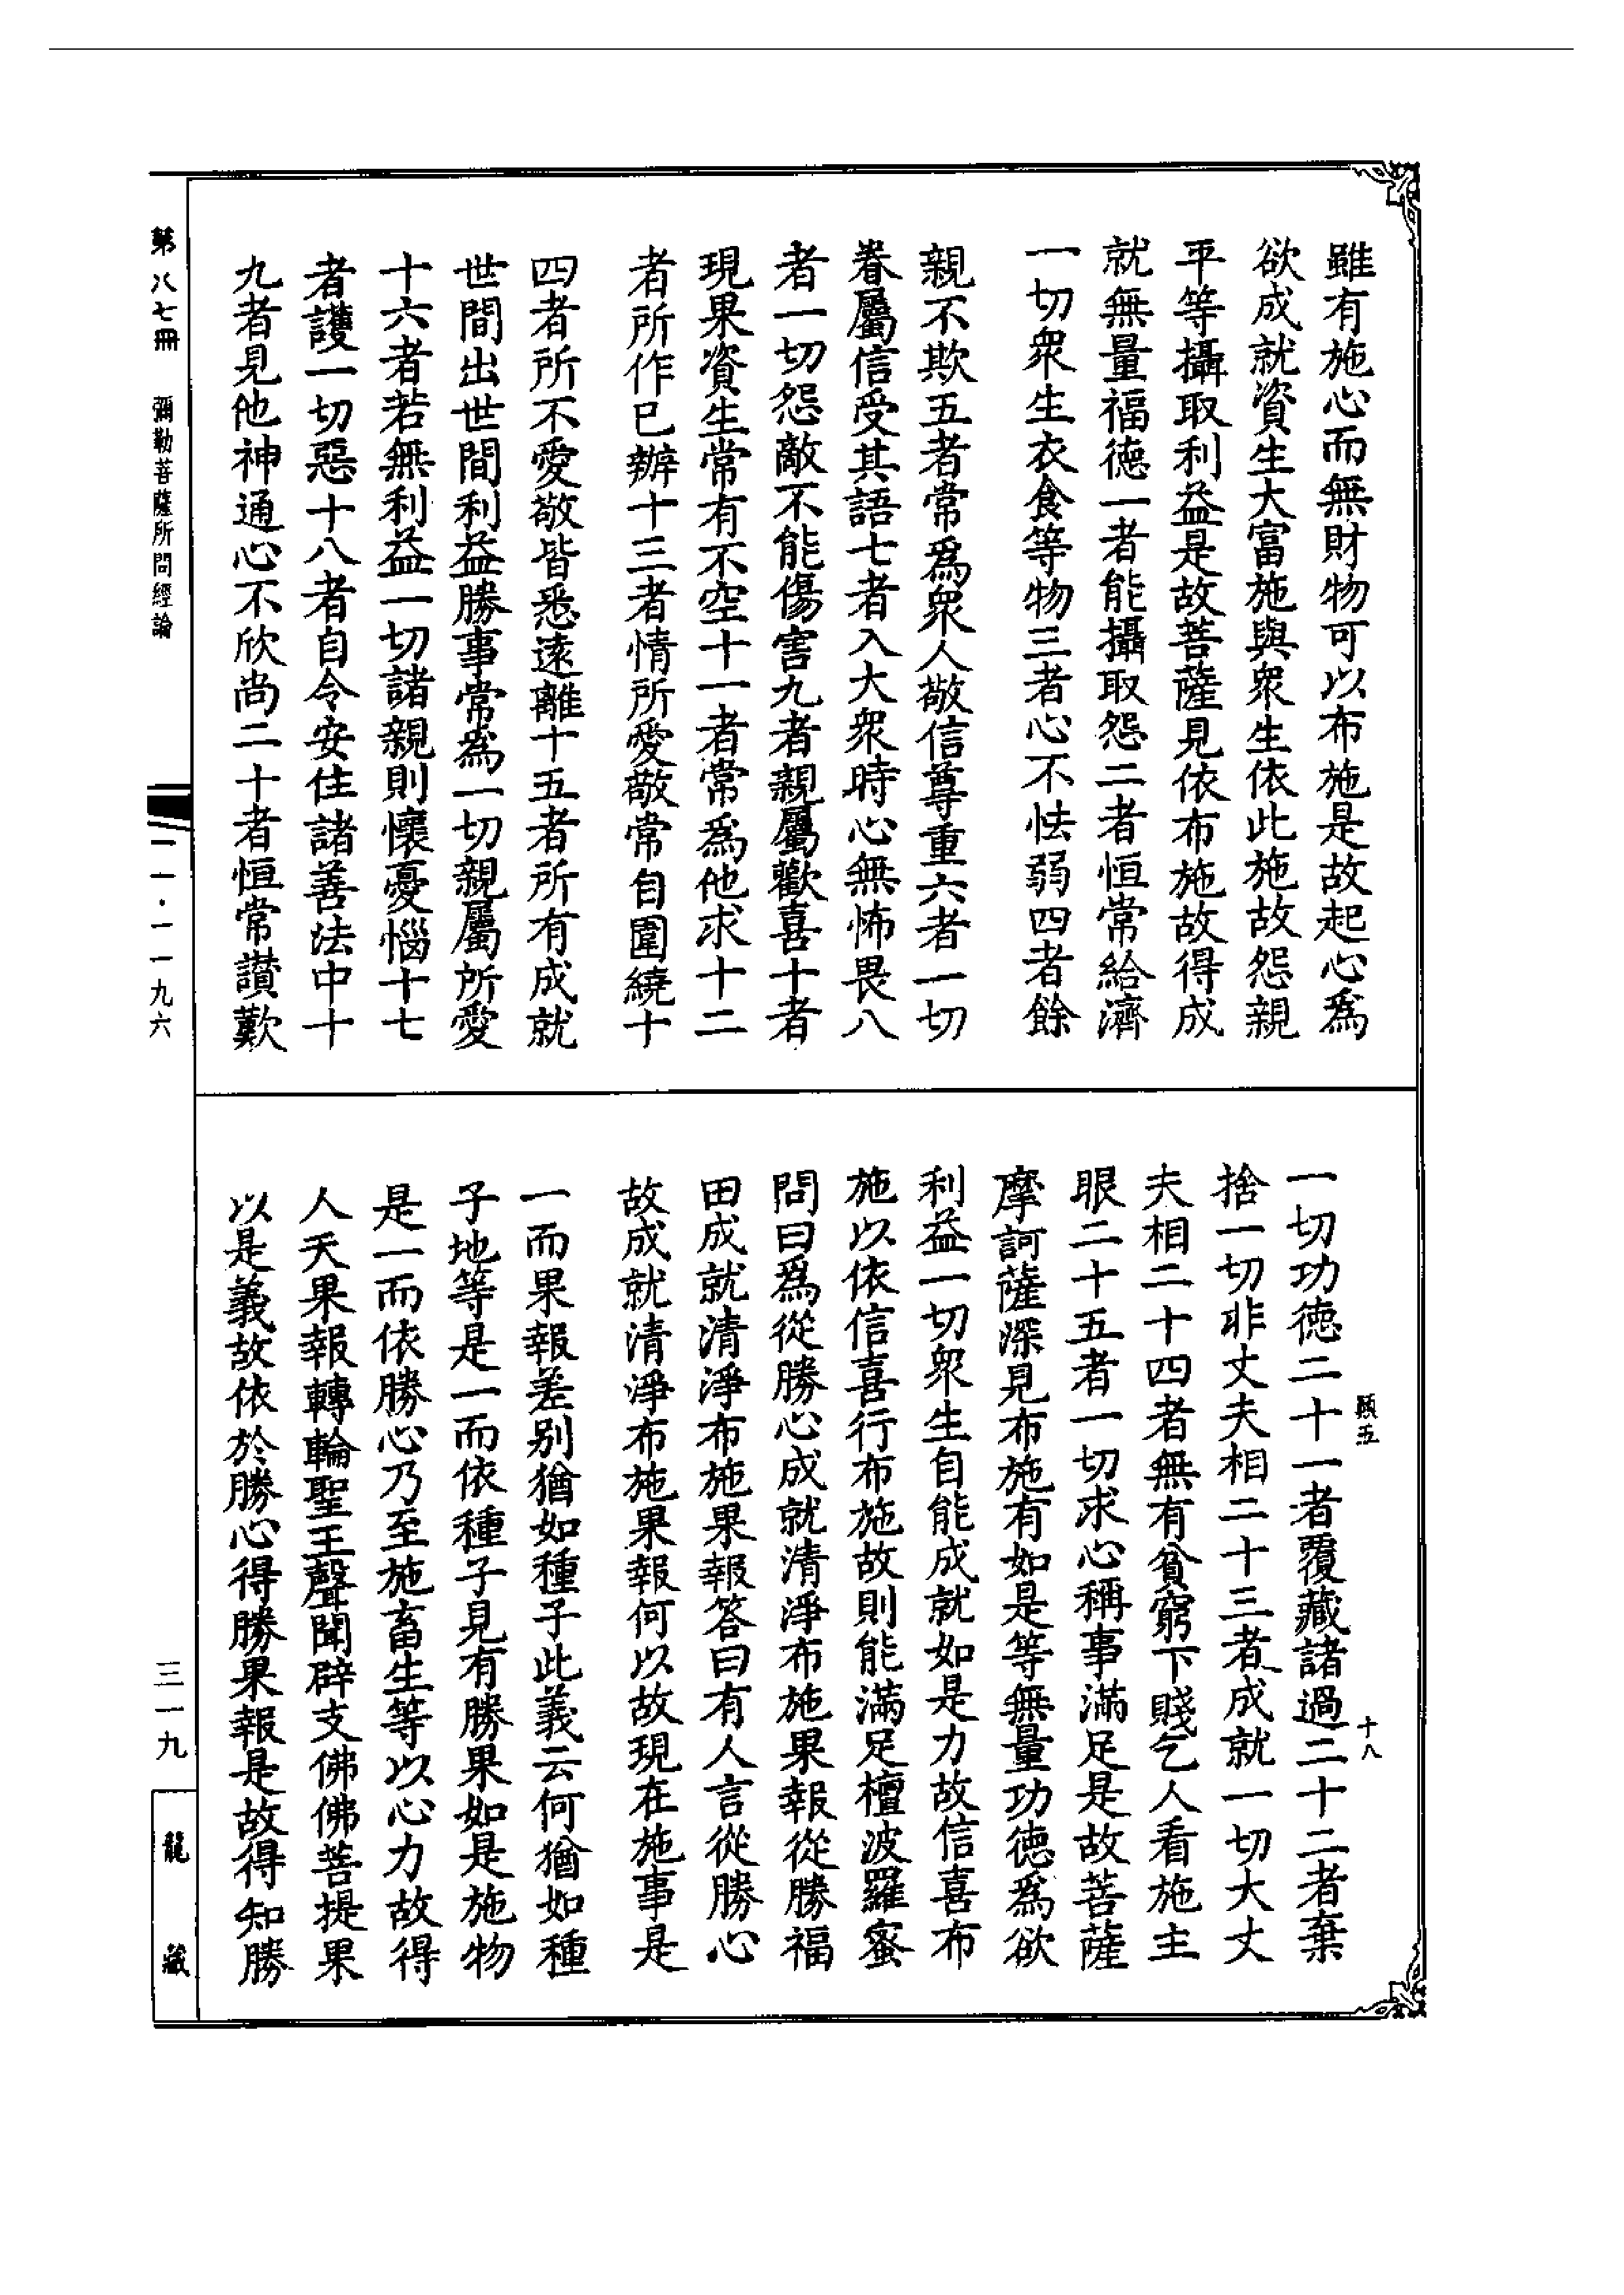 雖有施心而無財物可以布施是故起心爲
欲成就資生大富施與衆生依此施故怨親
平等攝取利益是故菩薩見依布施故得成
就無量福德一者能攝取怨二者恒常給濟
一切衆生衣食等物三者心不怯弱四者餘
親不欺五者常爲衆人敬信尊重六者一切
眷屬信受其語七者入大衆時心無怖畏八
者一切怨敵不能傷害九者親屬歡喜十者
現果資生常有不空十一者常爲他求十二
者所作已辦十三者情所愛敬常自圍繞十
四者所不愛敬皆悉遠離十五者所有成就
世間出世間利益勝事常爲一切親屬所愛
十六者若無利益一切諸親則懷憂惱十七
者護一切惡十八者自令安住諸善法中十
九者見他神通心不欣尚二十者恒常讃歎
一切功德二十一者覆藏諸過二十二者棄
捨一切非丈夫相二十三者成就一切大丈
夫相二十四者無有貧窮下賤乞人看施主
眼二十五者一切求心稱事滿足是故菩薩
摩訶薩深見布施有如是等無量功德爲欲
利益一切衆生自能成就如是力故信喜布
施以依信喜行布施故則能滿足檀波羅蜜
問曰爲從勝心成就清淨布施果報從勝福
田成就清淨布施果報答曰有人言從勝心
故成就清淨布施果報何以故現在施事是
一而果報差别猶如種子此義云何猶如種
子地等是一而依種子見有勝果如是施物
是一而依勝心乃至施畜生等以心力故得
人天果報轉輪聖王聲聞辟支佛佛菩提果
以是義故依於勝心得勝果報是故得知勝
第八七冊　彌勒菩薩所問經論
一一·一一九六
三一九
龍藏
十八